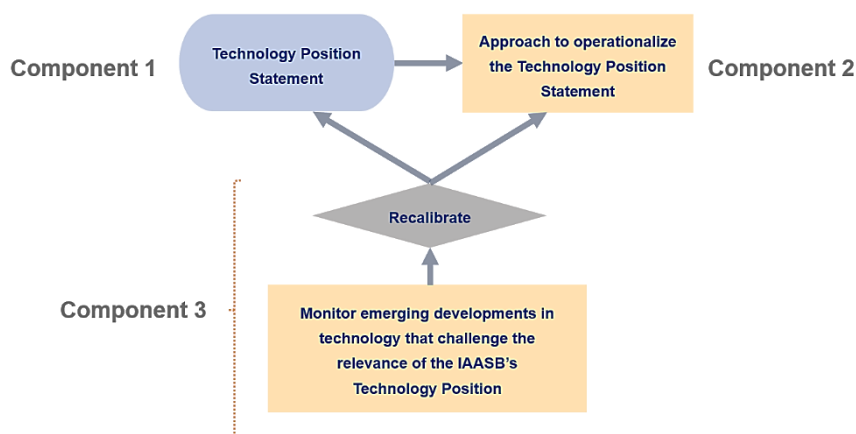 Component 1
Technology Position
Statement
Approach to operationalize
the Technology Position
Statement
Component 2
Recalibrate
Component 3
Monitor emerging developments in
technology that challenge the
relevance of the IAASB's
Technology Position